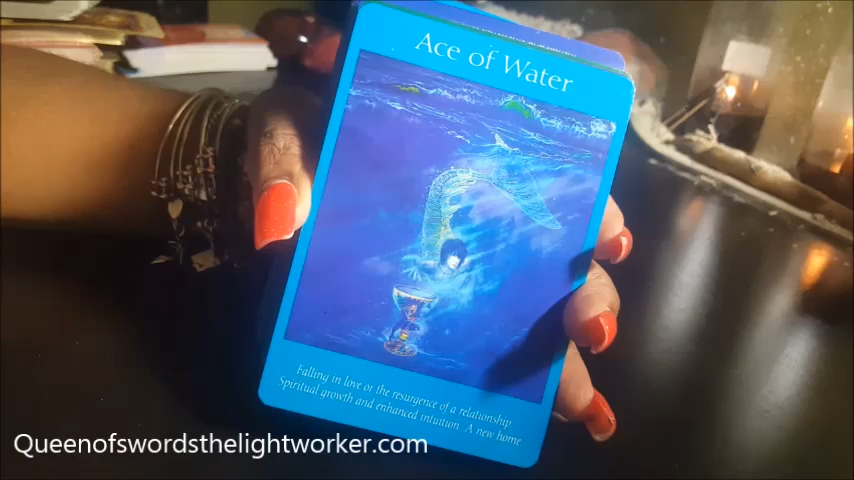 Ace of Water
Falling in love or the resurgence of a relationship
Spiritual growth and enhanced intuition. A new home
Queenofswordsthelightworker.com